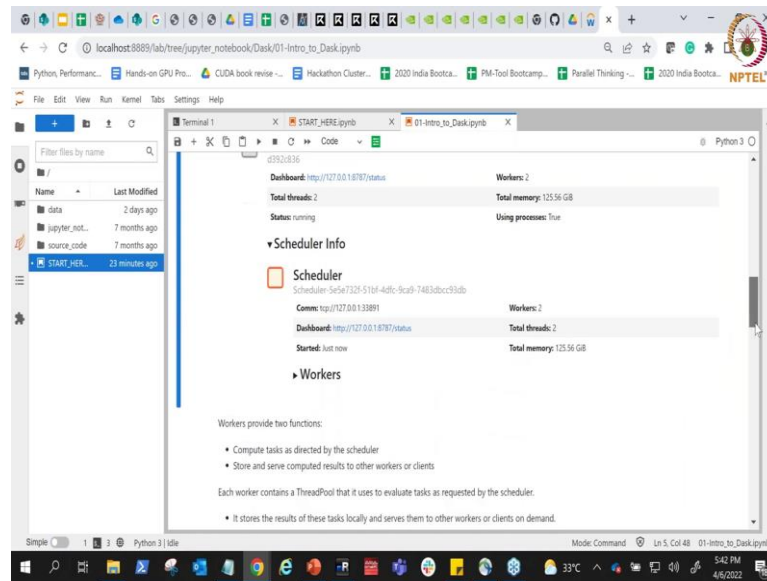 localhost:8889/lab/tree/jupyter_notebook/Dask/01-Intro_to_Dask.ipynb
Python, Performanc... Hands-on GPU Pro... CUDA book revise -... Hackathon Cluster... 2020 India Bootca... PM-Tool Bootcamp... Parallel Thinking -... 2020 India Bootca...
NPTEL
File Edit View Run Kernel Tabs Settings Help
Terminal 1 START_HERE.ipynb 01-Intro_to_Dask.ipynb
Filter files by name
Code
Python 3
/
Name Last Modified
data 2 days ago
jupyter_not... 7 months ago
source_code 7 months ago
START_HER... 23 minutes ago
d392c836
Dashboard: http://127.0.0.1:8787/status Workers: 2
Total threads: 2 Total memory: 125.56 GiB
Status: running Using processes: True
Scheduler Info
Scheduler
Scheduler-5e5e732f-51bf-4dfc-9ca9-7483dbcc93db
Comm: tcp://127.0.0.1:33891 Workers: 2
Dashboard: http://127.0.0.1:8787/status Total threads: 2
Started: Just now Total memory: 125.56 GiB
Workers
Workers provide two functions:
• Compute tasks as directed by the scheduler
• Store and serve computed results to other workers or clients
Each worker contains a ThreadPool that it uses to evaluate tasks as requested by the scheduler.
• It stores the results of these tasks locally and serves them to other workers or clients on demand.
Simple 1 3 Python 3 | Idle Mode: Command Ln 5, Col 48 01-Intro_to_Dask.ipyn
33°C 5:42 PM
4/6/2022